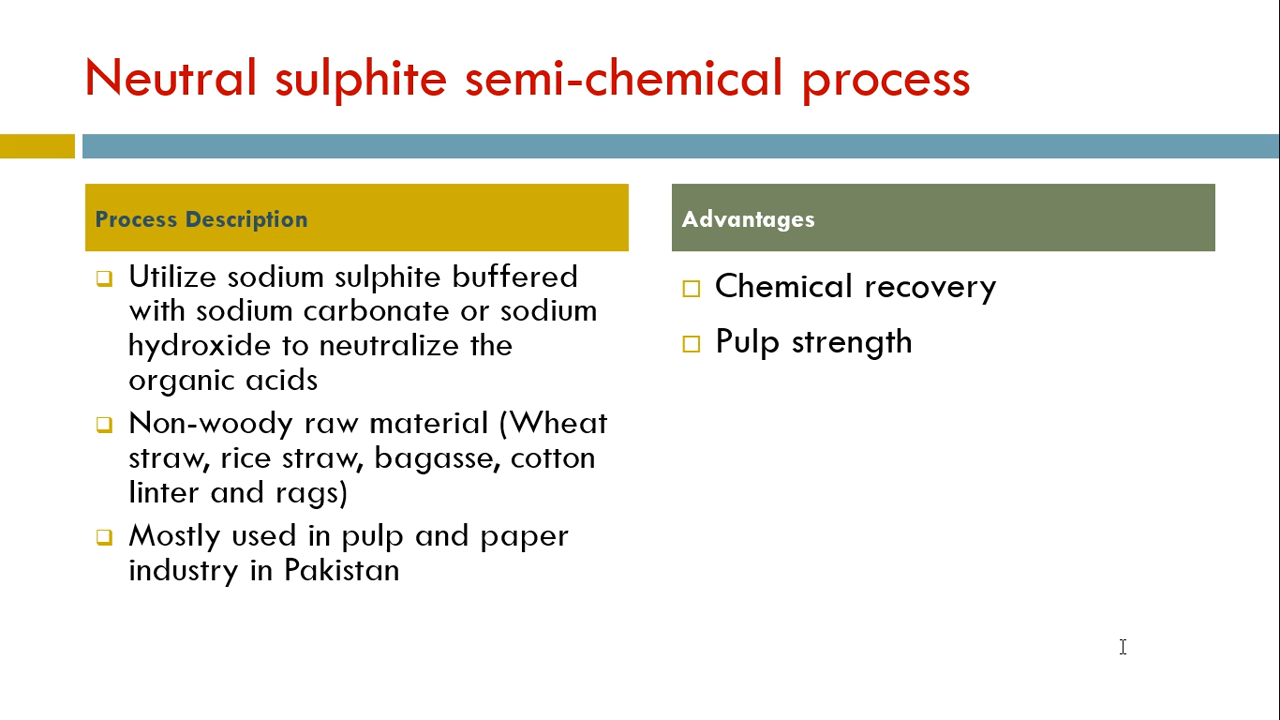 Neutral sulphite semi-chemical process
Process Description
Utilize sodium sulphite buffered
with sodium carbonate or sodium
hydroxide to neutralize the
organic acids
Non-woody raw material (Wheat
straw, rice straw, bagasse, cotton
linter and rags)
Mostly used in pulp and paper
industry in Pakistan
Advantages
Chemical recovery
Pulp strength